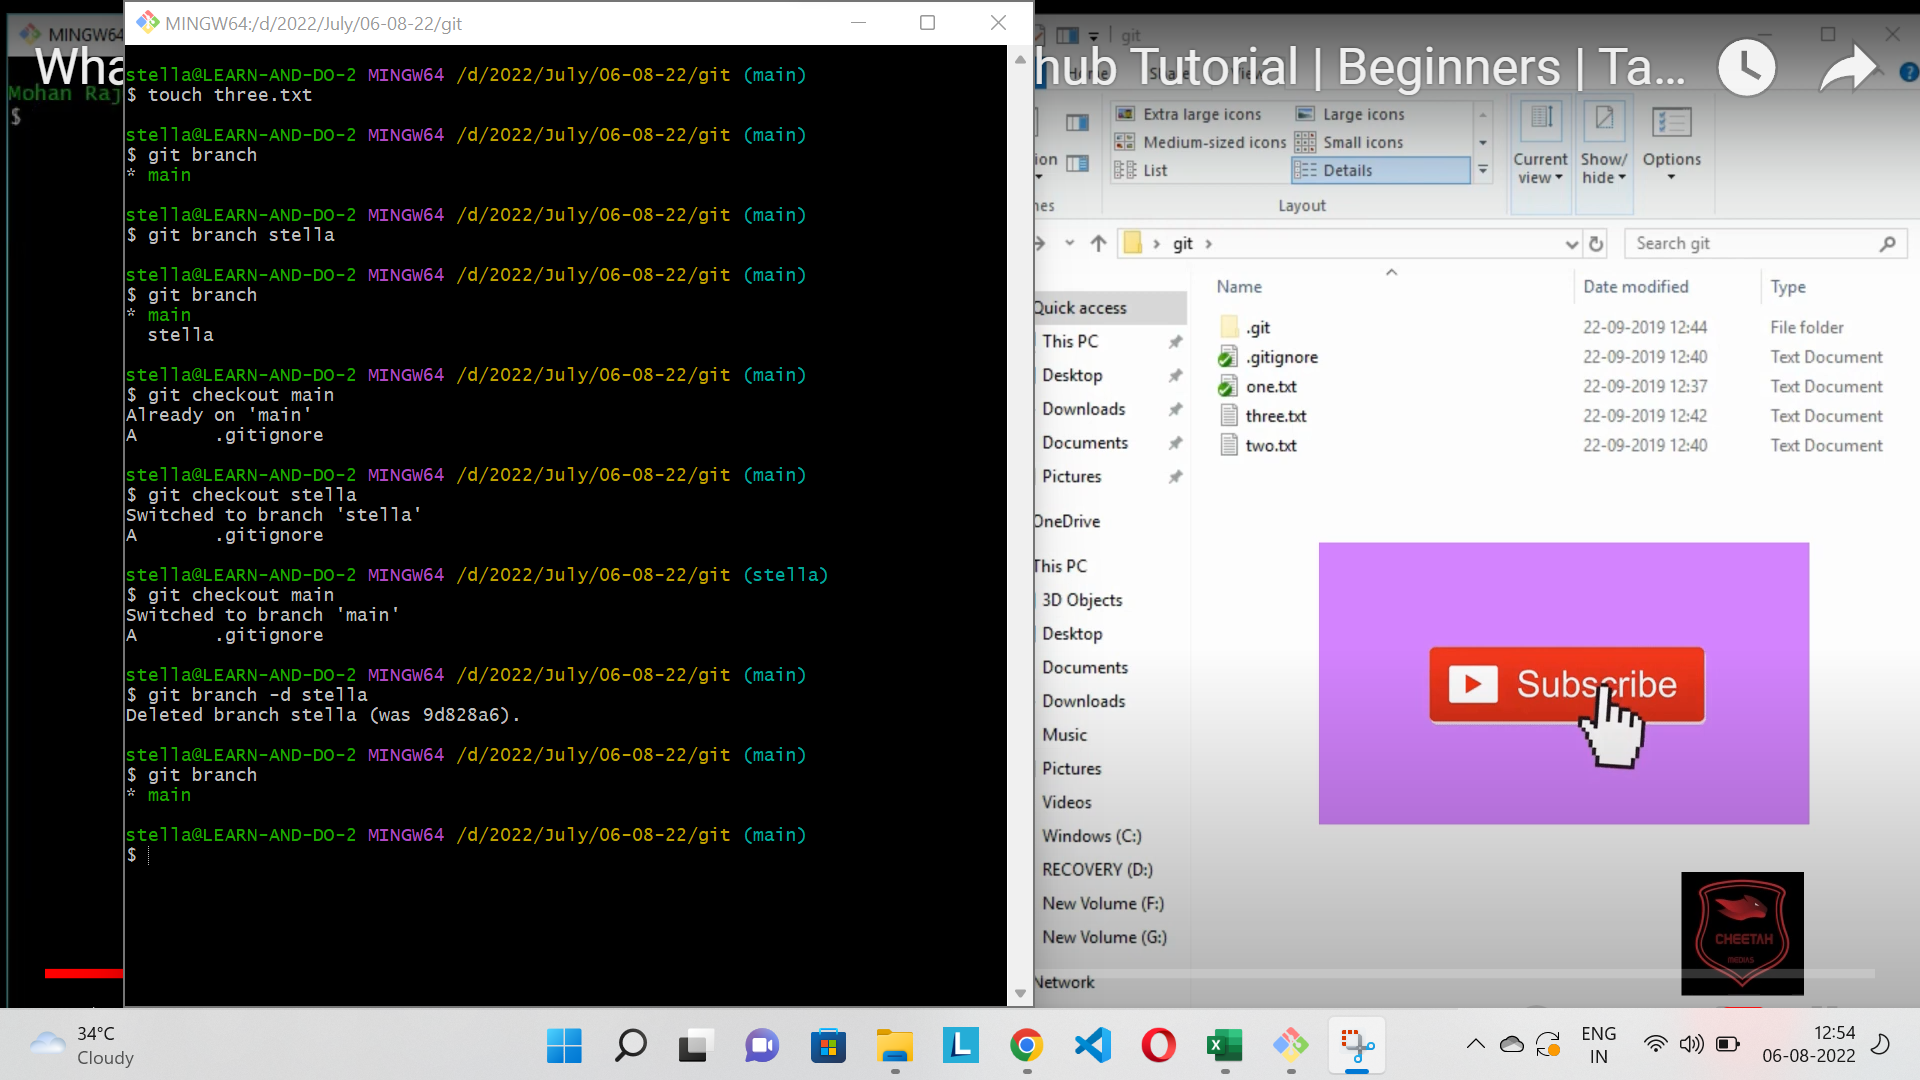 MINGW64:/d/2022/July/06-08-22/git
stella@LEARN-AND-DO-2 MINGW64 /d/2022/July/06-08-22/git (main)
$ touch three.txt
stella@LEARN-AND-DO-2 MINGW64 /d/2022/July/06-08-22/git (main)
$ git branch
* main
stella@LEARN-AND-DO-2 MINGW64 /d/2022/July/06-08-22/git (main)
$ git branch stella
stella@LEARN-AND-DO-2 MINGW64 /d/2022/July/06-08-22/git (main)
$ git branch
* main
stella
stella@LEARN-AND-DO-2 MINGW64 /d/2022/July/06-08-22/git (main)
$ git checkout main
Already on 'main'
A .gitignore
stella@LEARN-AND-DO-2 MINGW64 /d/2022/July/06-08-22/git (main)
$ git checkout stella
Switched to branch 'stella'
A .gitignore
stella@LEARN-AND-DO-2 MINGW64 /d/2022/July/06-08-22/git (stella)
$ git checkout main
Switched to branch 'main'
A .gitignore
stella@LEARN-AND-DO-2 MINGW64 /d/2022/July/06-08-22/git (main)
$ git branch -d stella
Deleted branch stella (was 9d828a6).
stella@LEARN-AND-DO-2 MINGW64 /d/2022/July/06-08-22/git (main)
$ git branch
* main
stella@LEARN-AND-DO-2 MINGW64 /d/2022/July/06-08-22/git (main)
$
MINGW64
Wha
Mohan Raj
$
git
hub Tutorial | Beginners | Ta...
Extra large icons Large icons
Medium-sized icons Small icons
List Details
Layout
Current view
Show/ hide
Options
git
Search git
Name Date modified Type
.git 22-09-2019 12:44 File folder
.gitignore 22-09-2019 12:40 Text Document
one.txt 22-09-2019 12:37 Text Document
three.txt 22-09-2019 12:42 Text Document
two.txt 22-09-2019 12:40 Text Document
Quick access
This PC
Desktop
Downloads
Documents
Pictures
OneDrive
This PC
3D Objects
Desktop
Documents
Downloads
Music
Pictures
Videos
Windows (C:)
RECOVERY (D:)
New Volume (F:)
New Volume (G:)
Network
Subscribe
CHEETAH
MEDIAS
34°C
Cloudy
ENG
IN
12:54
06-08-2022